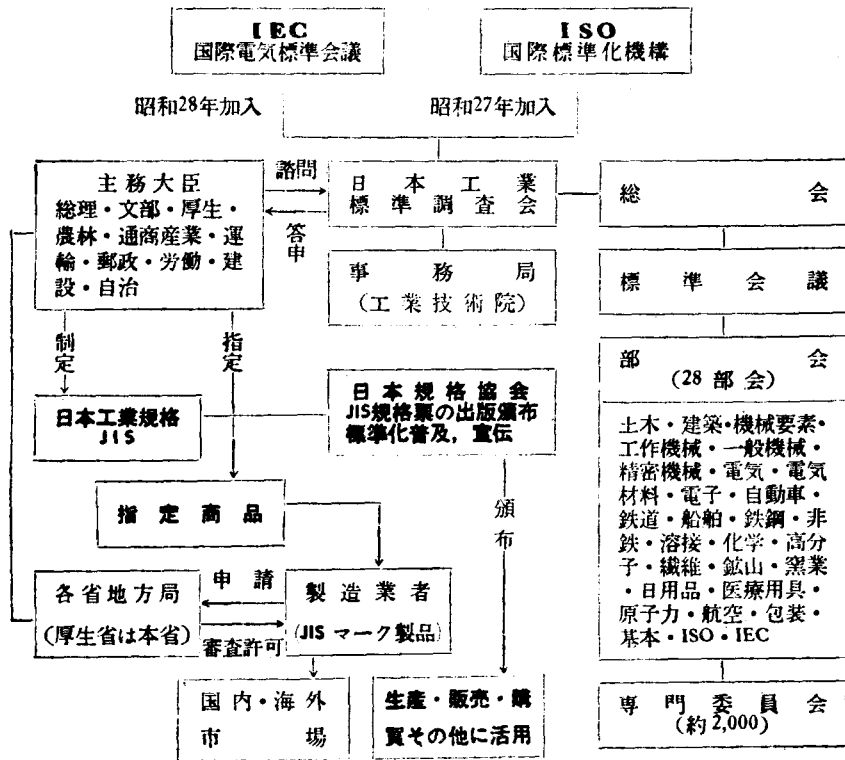 IEC
国際電気標準会議
ISO
国際標準化機構
昭和28年加入
昭和27年加入
主務大臣
総理・文部・厚生・
農林・通商産業・運
輸・郵政・労働・建
設・自治
諮問
答申
日本工業
標準調査会
事務局
(工業技術院)
総会
標準会議
部会
(28部会)
土木・建築・機械要素・
工作機械・一般機械・
精密機械・電気・電気
材料・電子・自動車・
鉄道・船舶・鉄鋼・非
鉄・溶接・化学・高分
子・繊維・鉱山・窯業
・日用品・医療用具・
原子力・航空・包装・
基本・ISO・IEC
専門委員会
(約2,000)
制定
指定
日本工業規格
JIS
日本規格協会
JIS規格票の出版頒布
標準化普及,宣伝
指定商品
頒布
各省地方局
(厚生省は本省)
申請
審査許可
製造業者
(JISマーク製品)
国内・海外
市場
生産・販売・購
買その他に活用